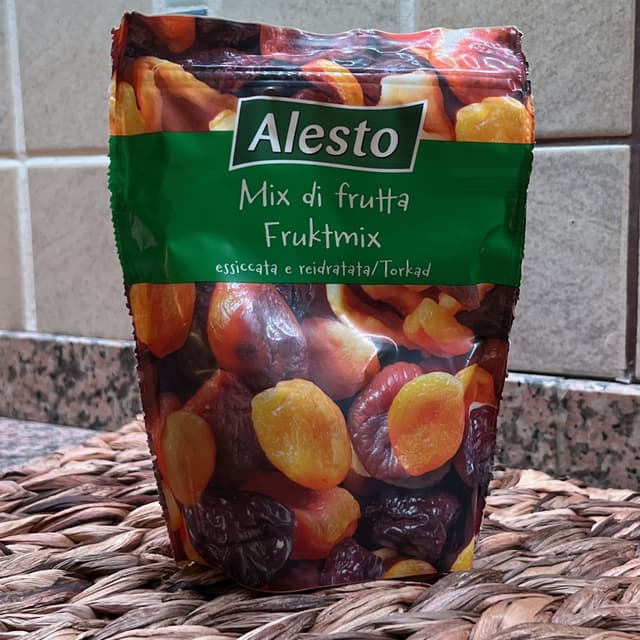 Alesto
Mix di frutta
Fruktmix
essiccata e reidratata/Torkad